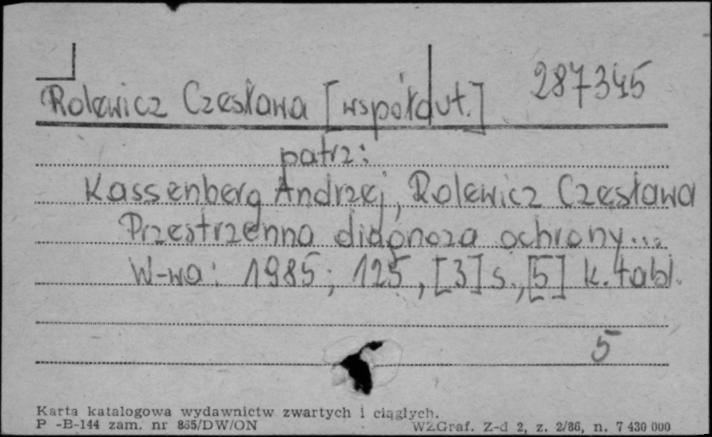 287345
Rolewicz Czesława [współaut.]
patrz:
Kassenberg Andrzej, Rolewicz Czesława
Przestrzenna diagnoza ochrony...
W-wa: 1985; 125, [3] s., [5] k. tabl.
5
Karta katalogowa wydawnictw zwartych i ciągłych.
P -B-144 zam. nr 865/DW/ON WZGraf. Z-d 2, z. 2/86, n. 7 430 000